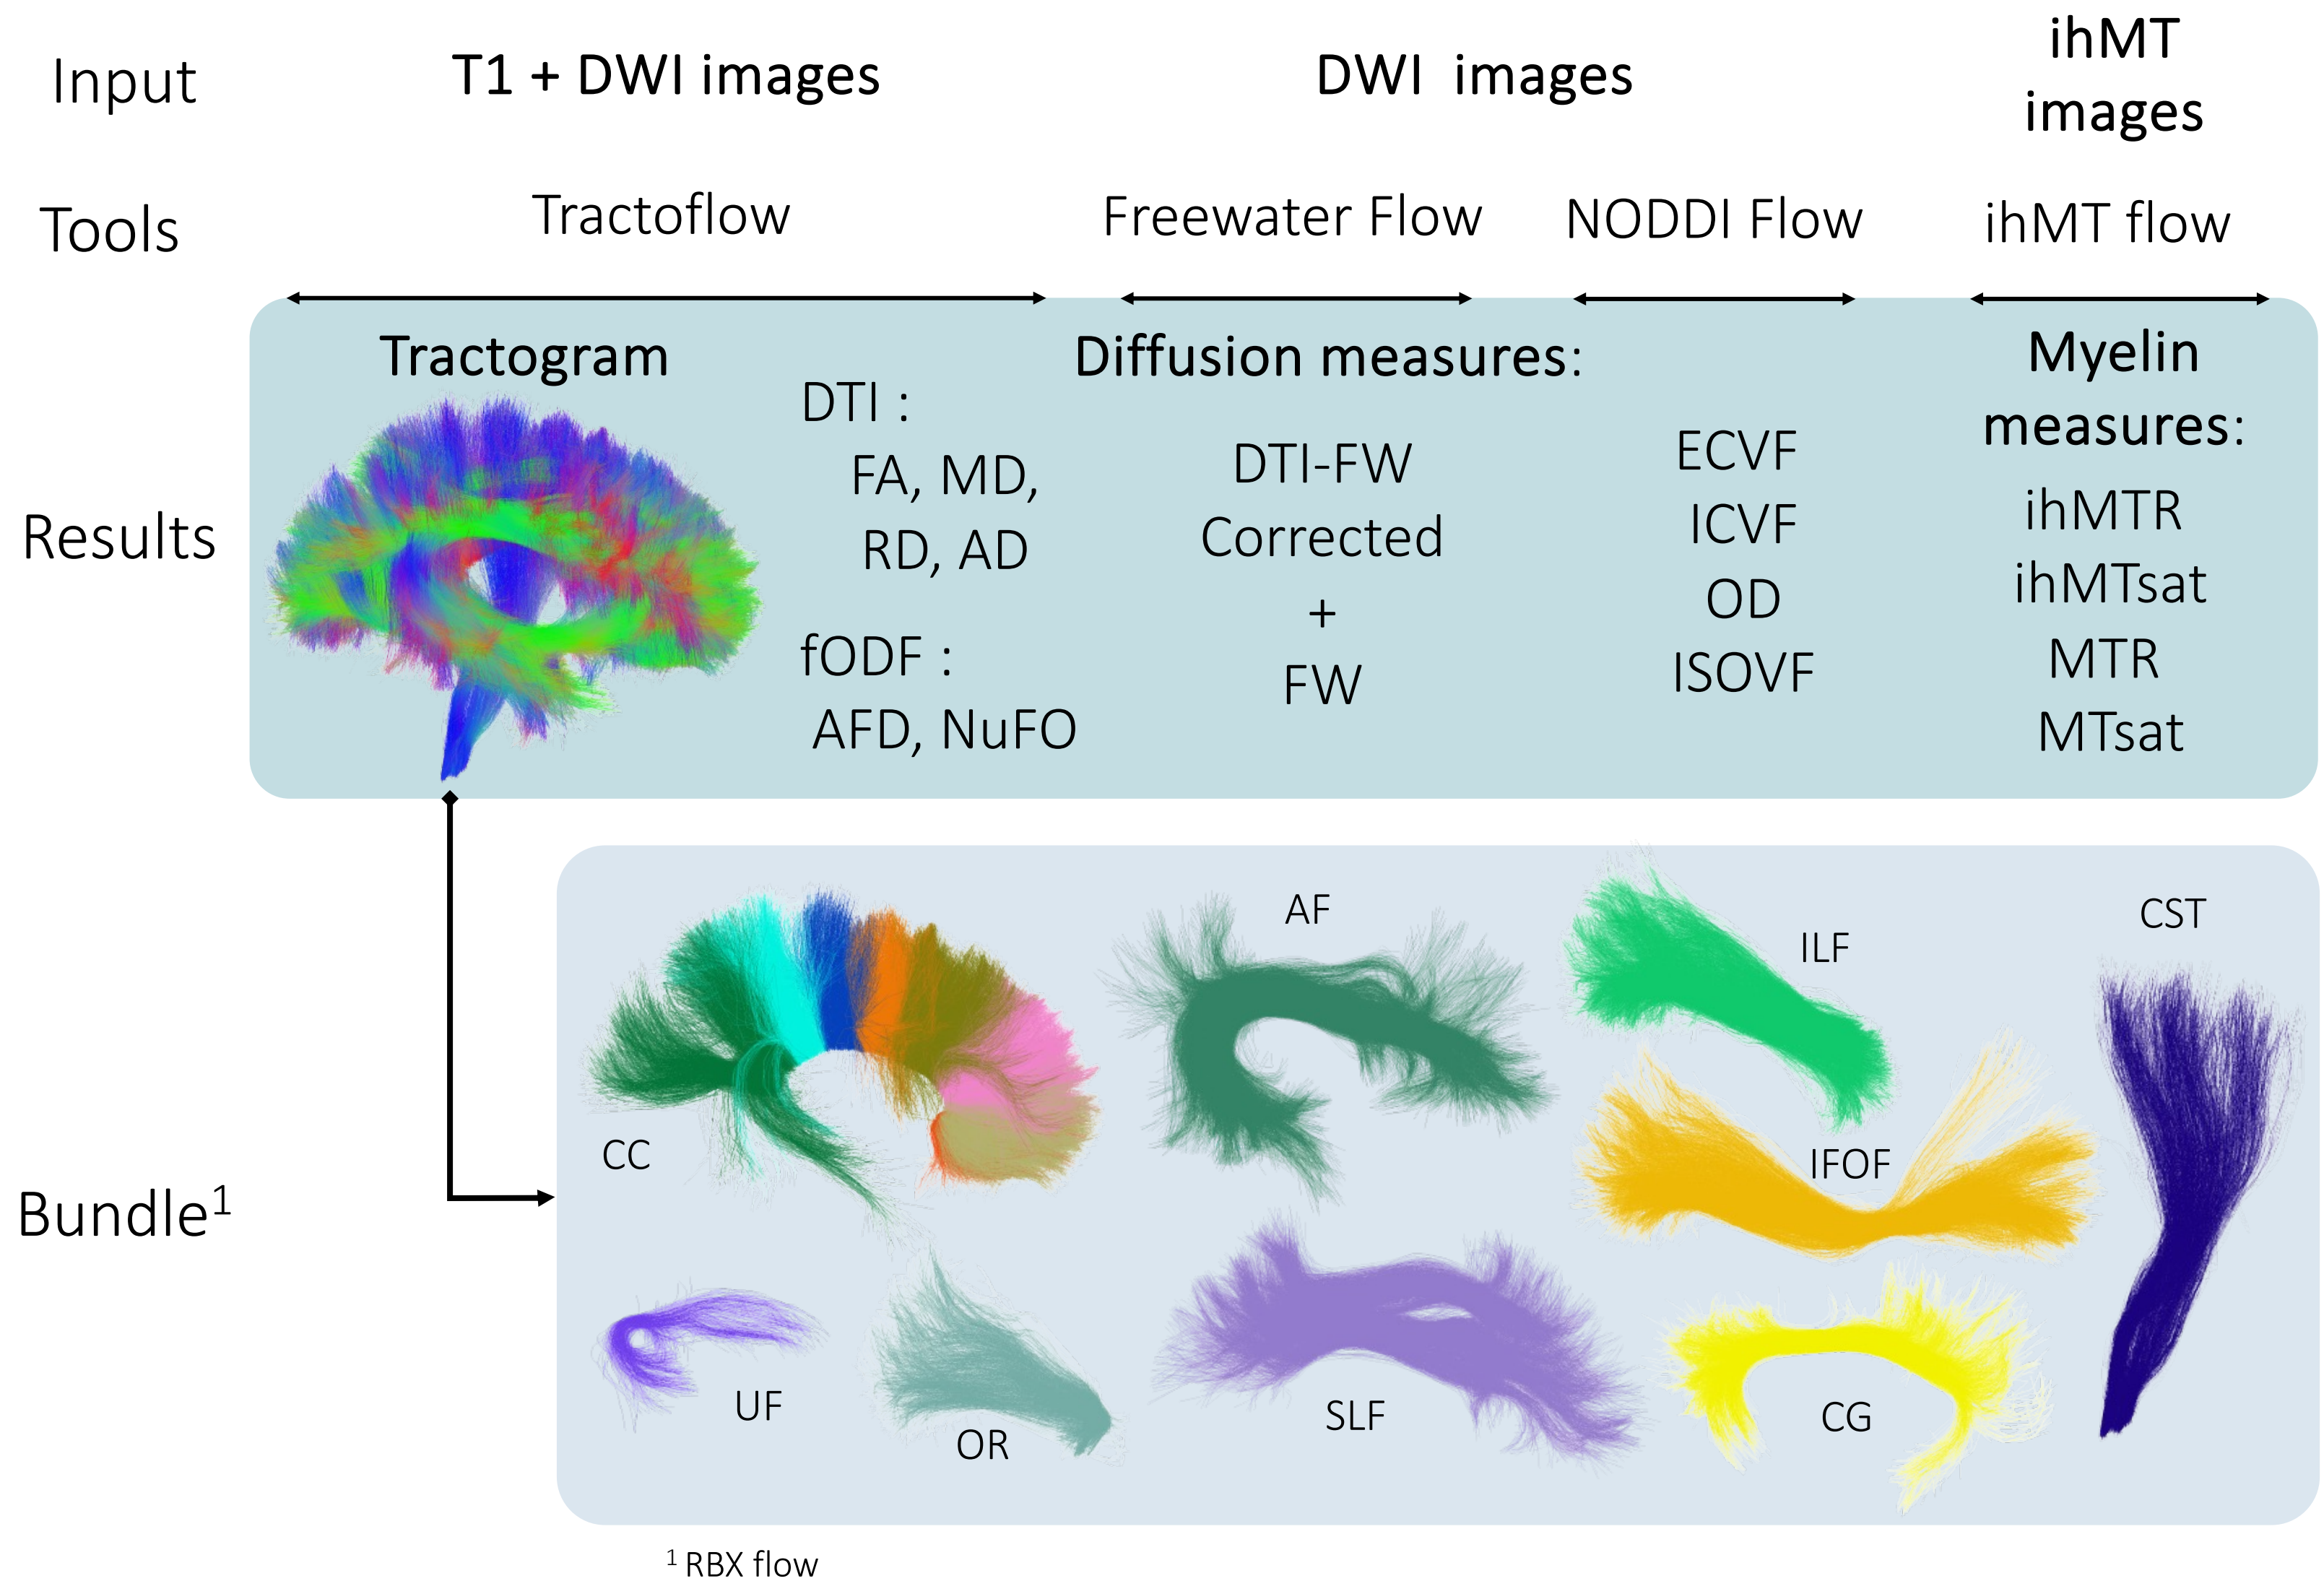 Input
T1 + DWI images
DWI images
ihMT
images
Tools
Tractoflow
Freewater Flow
NODDI Flow
ihMT flow
Results
Tractogram
DTI :
FA, MD,
RD, AD
fODF :
AFD, NuFO
Diffusion measures:
DTI-FW
Corrected
+
FW
ECVF
ICVF
OD
ISOVF
Myelin
measures:
ihMTR
ihMTsat
MTR
MTsat
Bundle¹
CC
AF
ILF
CST
IFOF
UF
OR
SLF
CG
¹ RBX flow